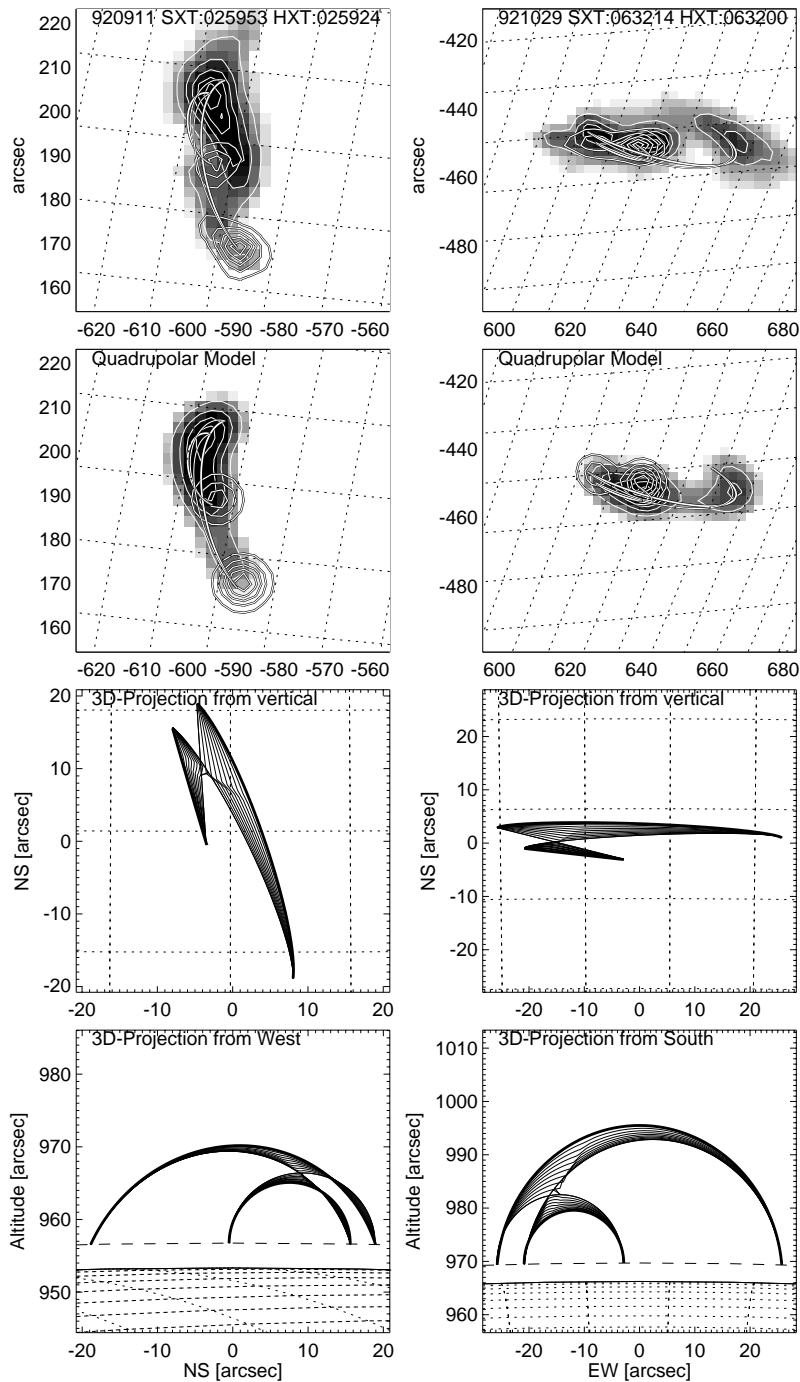 920911 SXT:025953 HXT:025924
921029 SXT:063214 HXT:063200
arcsec
220
210
200
190
180
170
160
-620 -610 -600 -590 -580 -570 -560
arcsec
-420
-440
-460
-480
600 620 640 660 680
Quadrupolar Model
220
210
200
190
180
170
160
-620 -610 -600 -590 -580 -570 -560
Quadrupolar Model
-420
-440
-460
-480
600 620 640 660 680
3D-Projection from vertical
NS [arcsec]
20
10
0
-10
-20
-20 -10 0 10 20
3D-Projection from vertical
NS [arcsec]
20
10
0
-10
-20
-20 -10 0 10 20
3D-Projection from West
Altitude [arcsec]
980
970
960
950
-20 -10 0 10 20
NS [arcsec]
3D-Projection from South
Altitude [arcsec]
1010
1000
990
980
970
960
-20 -10 0 10 20
EW [arcsec]